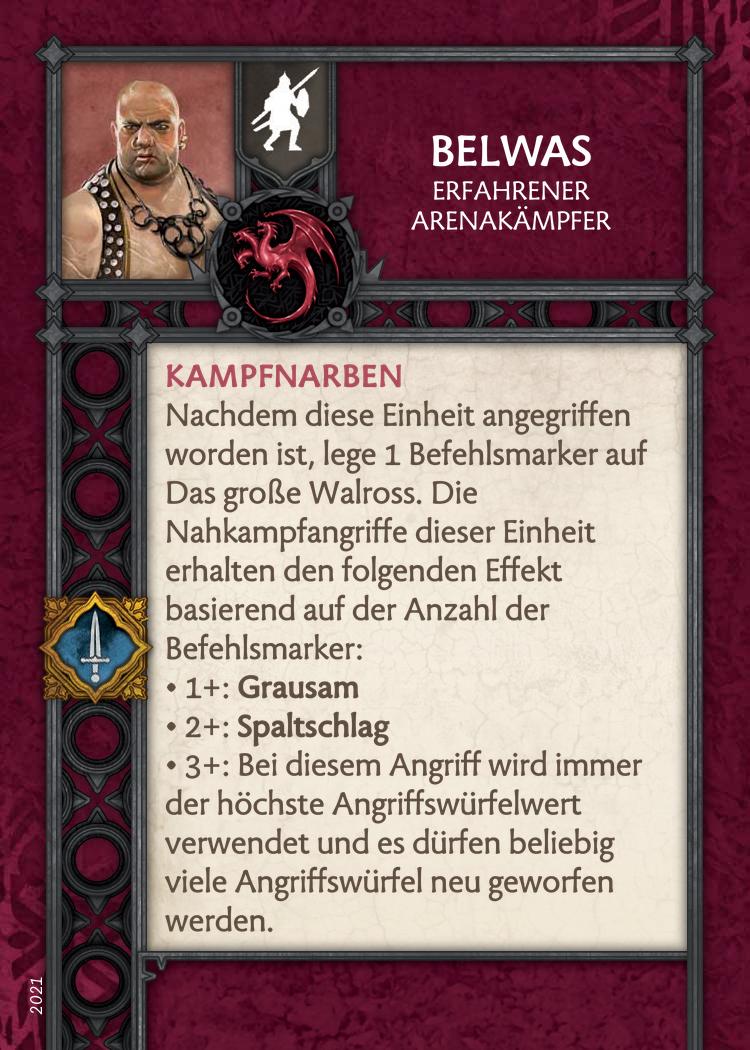 BELWAS
ERFAHRENER
ARENAKÄMPFER
KAMPFNARBEN
Nachdem diese Einheit angegriffen
worden ist, lege 1 Befehlsmarker auf
Das große Walross. Die
Nahkampfangriffe dieser Einheit
erhalten den folgenden Effekt
basierend auf der Anzahl der
Befehlsmarker:
• 1+: Grausam
• 2+: Spaltschlag
• 3+: Bei diesem Angriff wird immer
der höchste Angriffswürfelwert
verwendet und es dürfen beliebig
viele Angriffswürfel neu geworfen
werden.
2021